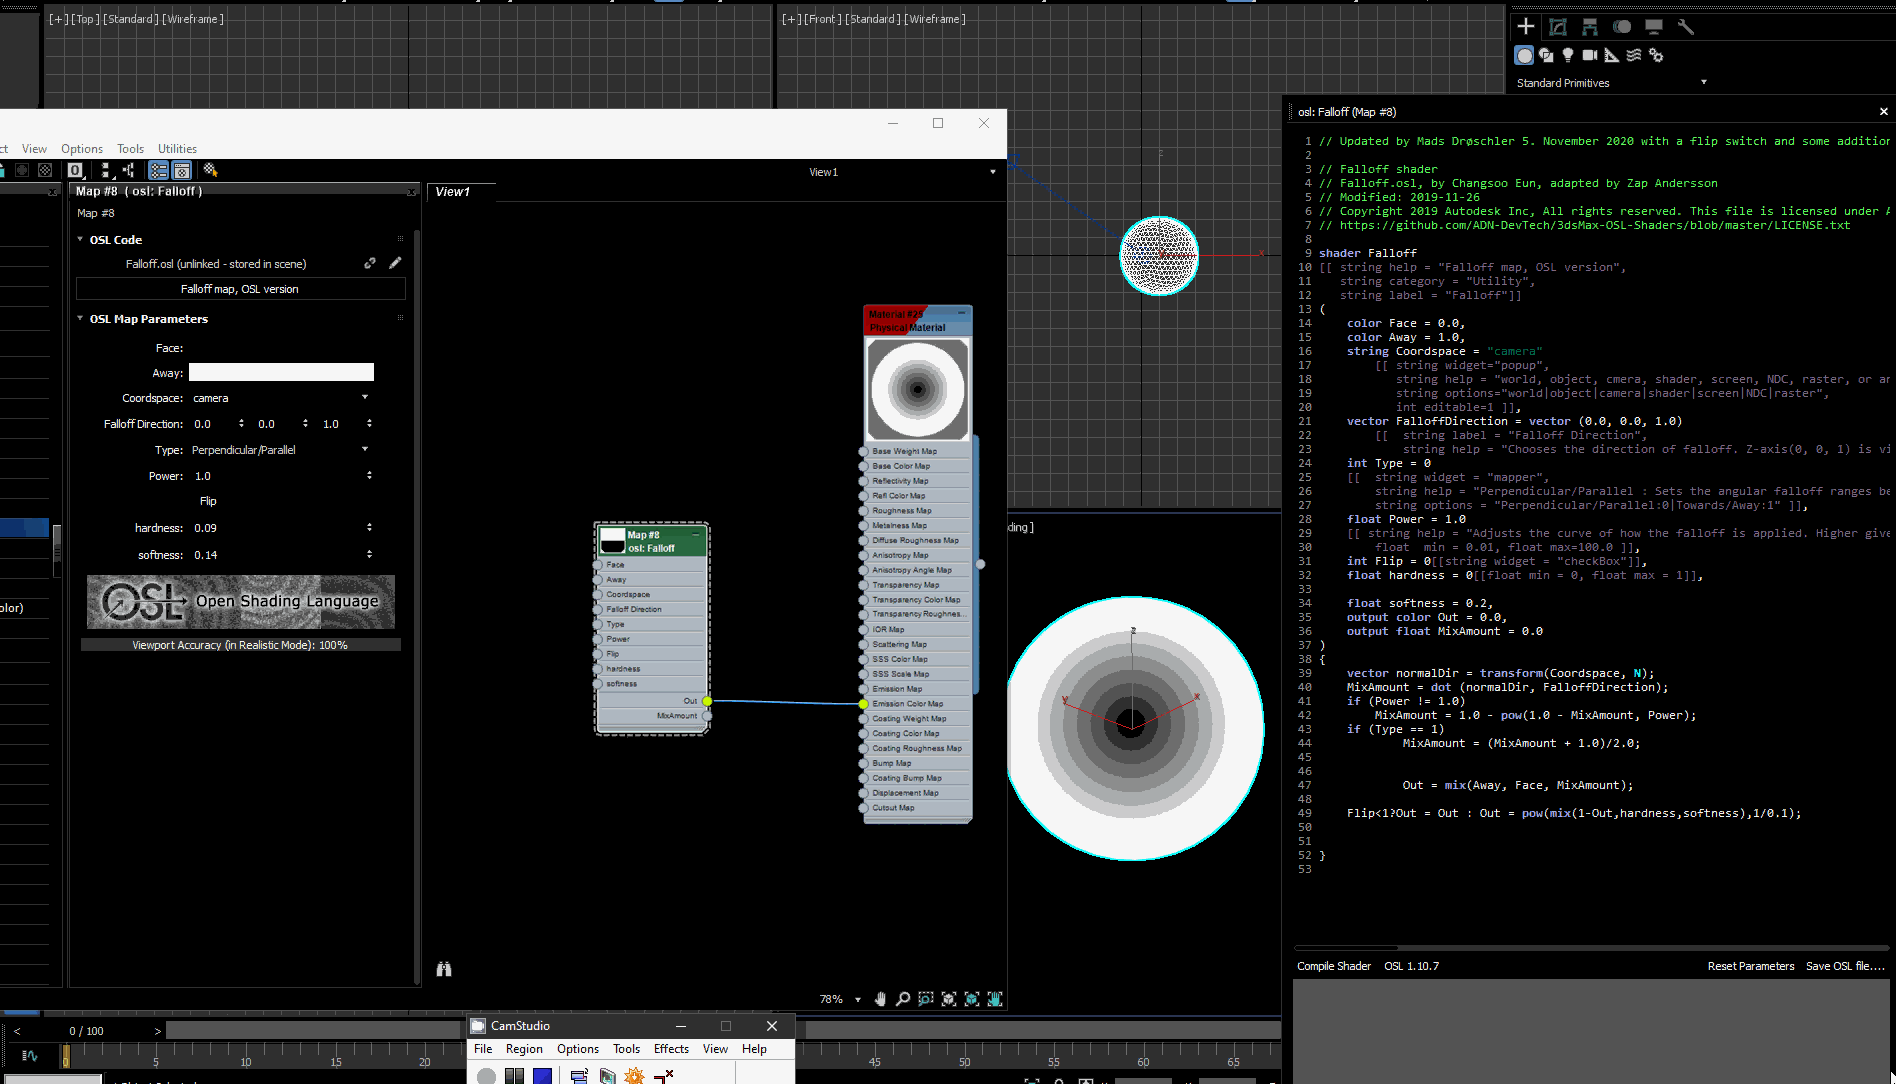 [+][Top][Standard][Wireframe]
[+][Front][Standard][Wireframe]
Standard Primitives
ct View Options Tools Utilities
View1
Map #8 ( osl: Falloff )
Map #8
OSL Code
Falloff.osl (unlinked - stored in scene)
Falloff map, OSL version
OSL Map Parameters
Face:
Away:
Coordspace: camera
Falloff Direction: 0.0 0.0 1.0
Type: Perpendicular/Parallel
Power: 1.0
Flip
hardness: 0.09
softness: 0.14
OSL Open Shading Language
Viewport Accuracy (in Realistic Mode): 100%
olor)
View1
Map #8
osl: Falloff
Face
Away
Coordspace
Falloff Direction
Type
Power
Flip
hardness
softness
Out
MixAmount
Material #25
Physical Material
Base Weight Map
Base Color Map
Reflectivity Map
Refl Color Map
Roughness Map
Metalness Map
Diffuse Roughness Map
Anisotropy Map
Anisotropy Angle Map
Transparency Map
Transparency Color Map
Transparency Roughnes...
IOR Map
Scattering Map
SSS Color Map
SSS Scale Map
Emission Map
Emission Color Map
Coating Weight Map
Coating Color Map
Coating Roughness Map
Bump Map
Coating Bump Map
Displacement Map
Cutout Map
78%
z
x
ding ]
z
y
x
osl: Falloff (Map #8)
1 // Updated by Mads Drøschler 5. November 2020 with a flip switch and some addition
2
3 // Falloff shader
4 // Falloff.osl, by Changsoo Eun, adapted by Zap Andersson
5 // Modified: 2019-11-26
6 // Copyright 2019 Autodesk Inc, All rights reserved. This file is licensed under A
7 // https://github.com/ADN-DevTech/3dsMax-OSL-Shaders/blob/master/LICENSE.txt
8
9 shader Falloff
10 [[ string help = "Falloff map, OSL version",
11 string category = "Utility",
12 string label = "Falloff"]]
13 (
14 color Face = 0.0,
15 color Away = 1.0,
16 string Coordspace = "camera"
17 [[ string widget="popup",
18 string help = "world, object, cmera, shader, screen, NDC, raster, or an
19 string options="world|object|camera|shader|screen|NDC|raster",
20 int editable=1 ]],
21 vector FalloffDirection = vector (0.0, 0.0, 1.0)
22 [[ string label = "Falloff Direction",
23 string help = "Chooses the direction of falloff. Z-axis(0, 0, 1) is vi
24 int Type = 0
25 [[ string widget = "mapper",
26 string help = "Perpendicular/Parallel : Sets the angular falloff ranges be
27 string options = "Perpendicular/Parallel:0|Towards/Away:1" ]],
28 float Power = 1.0
29 [[ string help = "Adjusts the curve of how the falloff is applied. Higher give
30 float min = 0.01, float max=100.0 ]],
31 int Flip = 0[[string widget = "checkBox"]],
32 float hardness = 0[[float min = 0, float max = 1]],
33
34 float softness = 0.2,
35 output color Out = 0.0,
36 output float MixAmount = 0.0
37 )
38 {
39 vector normalDir = transform(Coordspace, N);
40 MixAmount = dot (normalDir, FalloffDirection);
41 if (Power != 1.0)
42 MixAmount = 1.0 - pow(1.0 - MixAmount, Power);
43 if (Type == 1)
44 MixAmount = (MixAmount + 1.0)/2.0;
45
46
47 Out = mix(Away, Face, MixAmount);
48
49 Flip<1?Out = Out : Out = pow(mix(1-Out,hardness,softness),1/0.1);
50
51
52 }
53
Compile Shader OSL 1.10.7 Reset Parameters Save OSL file....
< 0 / 100 >
0 5 10 15 20 45 50 55 60 65
CamStudio
File Region Options Tools Effects View Help